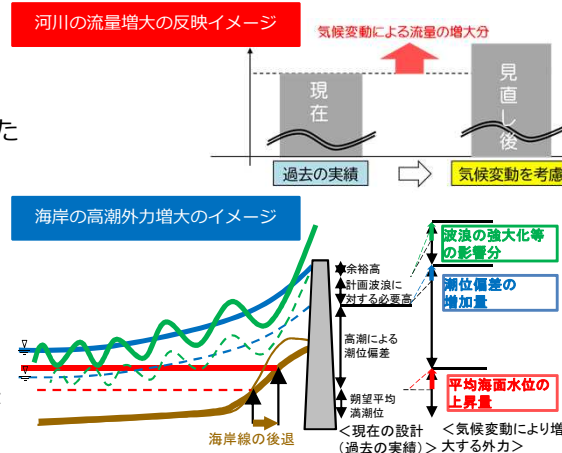 河川の流量増大の反映イメージ
気候変動による流量の増大分
た
現在
見直し後
過去の実績
気候変動を考慮
海岸の高潮外力増大のイメージ
余裕高
計画波浪に
対する必要高
高潮による
潮位偏差
朔望平均
満潮位
波浪の強大化等
の影響分
潮位偏差の
増加量
平均海面水位の
上昇量
海岸線の後退
＜現在の設計
（過去の実績）＞
＜気候変動により増
大する外力＞